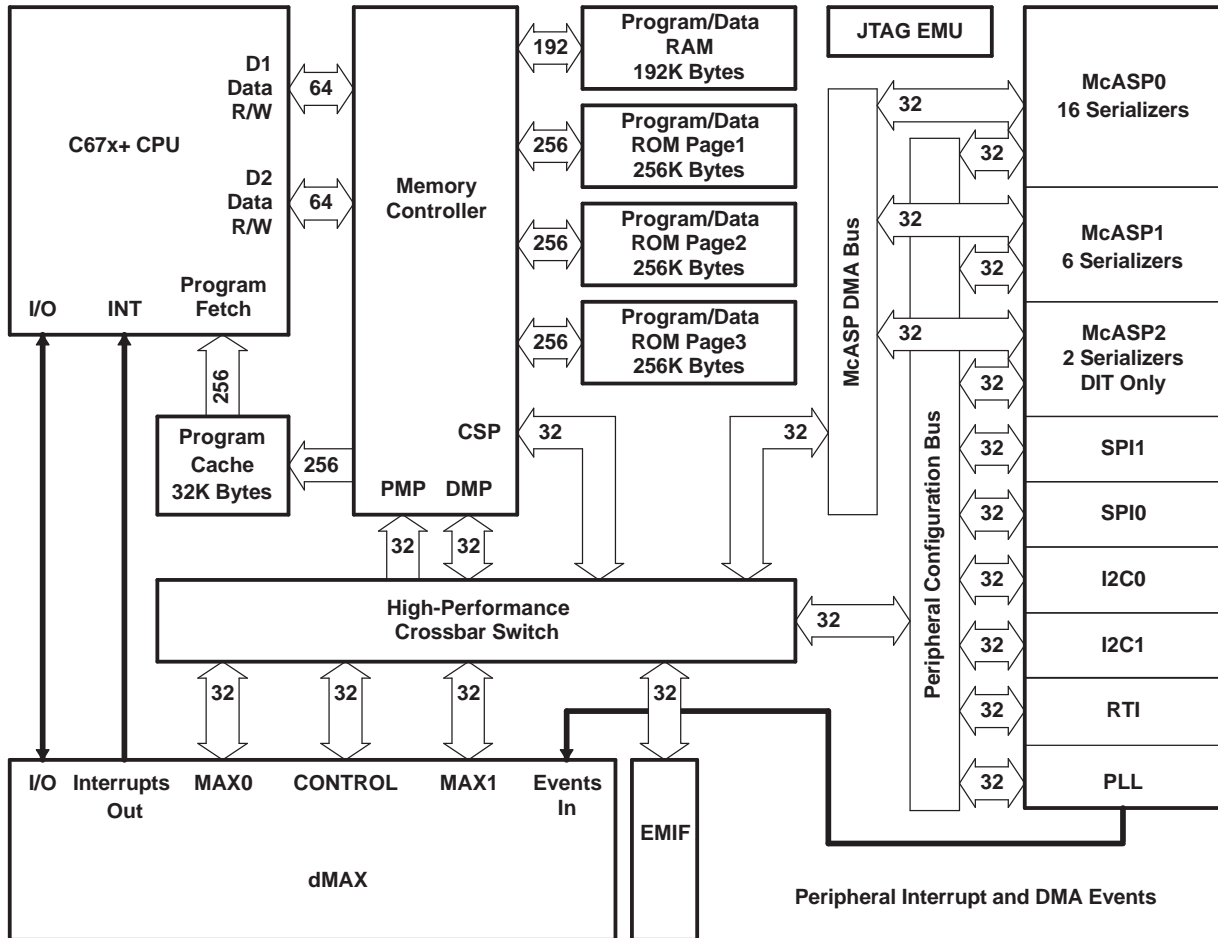 C67x+ CPU
D1
Data
R/W
D2
Data
R/W
I/O
INT
Program
Fetch
64
64
Memory
Controller
CSP
PMP
DMP
192
256
256
256
Program/Data
RAM
192K Bytes
Program/Data
ROM Page1
256K Bytes
Program/Data
ROM Page2
256K Bytes
Program/Data
ROM Page3
256K Bytes
256
Program
Cache
32K Bytes
256
32
32
32
32
High-Performance
Crossbar Switch
32
32
32
32
32
I/O
Interrupts
Out
MAX0
CONTROL
MAX1
Events
In
dMAX
EMIF
JTAG EMU
McASP DMA Bus
Peripheral Configuration Bus
32
32
32
32
32
32
32
32
32
32
32
32
McASP0
16 Serializers
McASP1
6 Serializers
McASP2
2 Serializers
DIT Only
SPI1
SPI0
I2C0
I2C1
RTI
PLL
Peripheral Interrupt and DMA Events